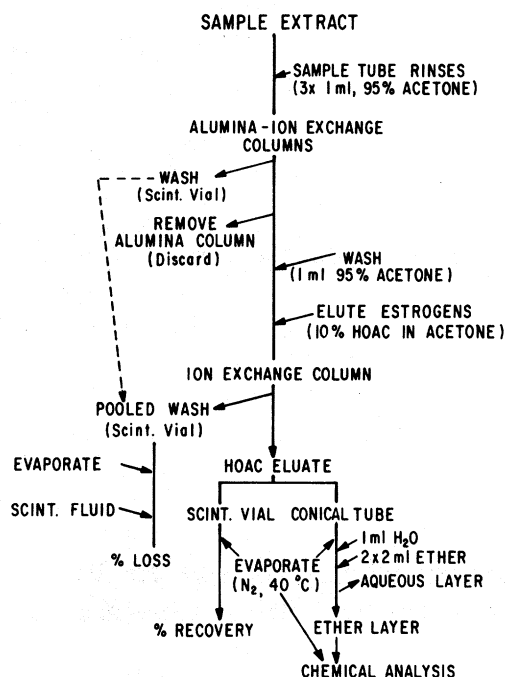 SAMPLE EXTRACT
SAMPLE TUBE RINSES
(3x 1ml, 95% ACETONE)
ALUMINA-ION EXCHANGE
COLUMNS
WASH
(Scint. Vial)
REMOVE
ALUMINA COLUMN
(Discard)
WASH
(1ml 95% ACETONE)
ELUTE ESTROGENS
(10% HOAC IN ACETONE)
ION EXCHANGE COLUMN
POOLED WASH
(Scint. Vial)
EVAPORATE
SCINT. FLUID
% LOSS
HOAC ELUATE
SCINT. VIAL CONICAL TUBE
1ml H₂O
2x2ml ETHER
AQUEOUS LAYER
EVAPORATE
(N₂, 40 °C)
% RECOVERY
ETHER LAYER
CHEMICAL ANALYSIS